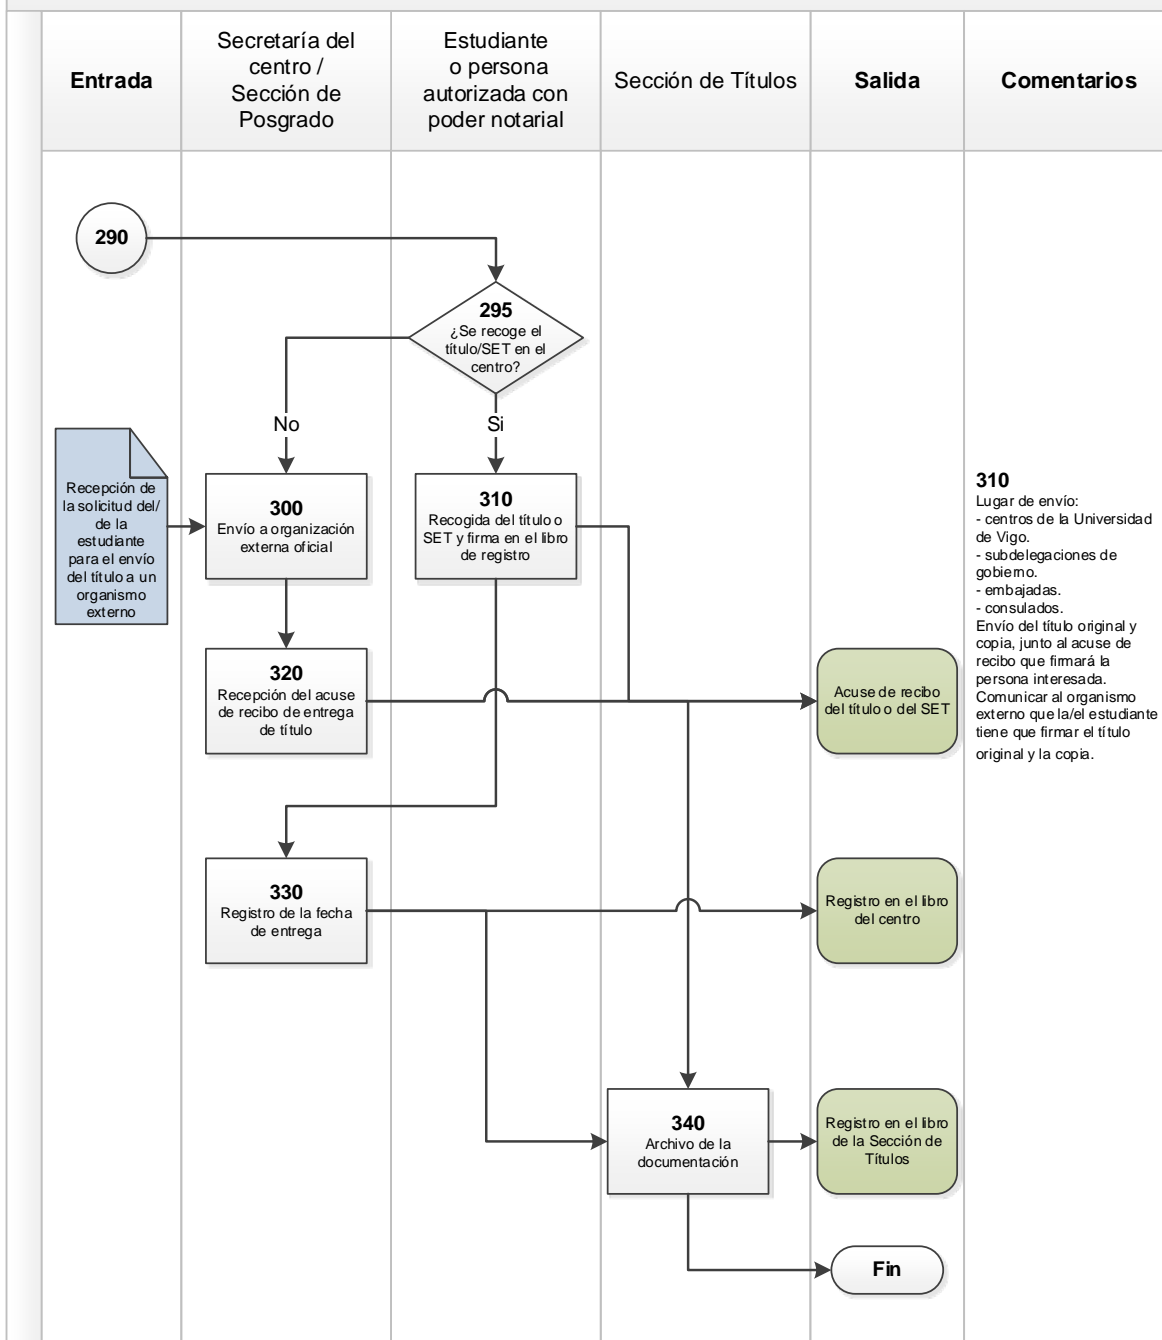 Entrada
Secretaría del
centro /
Sección de
Posgrado
Estudiante
o persona
autorizada con
poder notarial
Sección de Títulos
Salida
Comentarios
290
295
¿Se recoge el
título/SET en el
centro?
No
Si
Recepción de
la solicitud del/
de la
estudiante
para el envío
del título a un
organismo
externo
300
Envío a organización
externa oficial
310
Recogida del título o
SET y firma en el libro
de registro
310
Lugar de envío:
- centros de la Universidad
de Vigo.
- subdelegaciones de
gobierno.
- embajadas.
- consulados.
Envío del título original y
copia, junto al acuse de
recibo que firmará la
persona interesada.
Comunicar al organismo
externo que la/el estudiante
tiene que firmar el título
original y la copia.
320
Recepción del acuse
de recibo de entrega
de título
Acuse de recibo
del título o del SET
330
Registro de la fecha
de entrega
Registro en el libro
del centro
340
Archivo de la
documentación
Registro en el libro
de la Sección de
Títulos
Fin